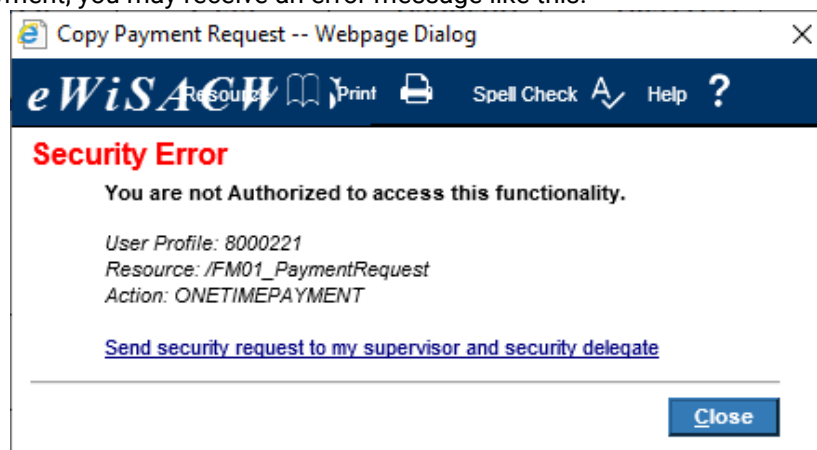 ment, you may receive an error message like this:
Copy Payment Request -- Webpage Dialog
eWiSACWIS Resource Print Spell Check Help ?
Security Error
You are not Authorized to access this functionality.
User Profile: 8000221
Resource: /FM01_PaymentRequest
Action: ONETIMEPAYMENT
Send security request to my supervisor and security delegate
Close